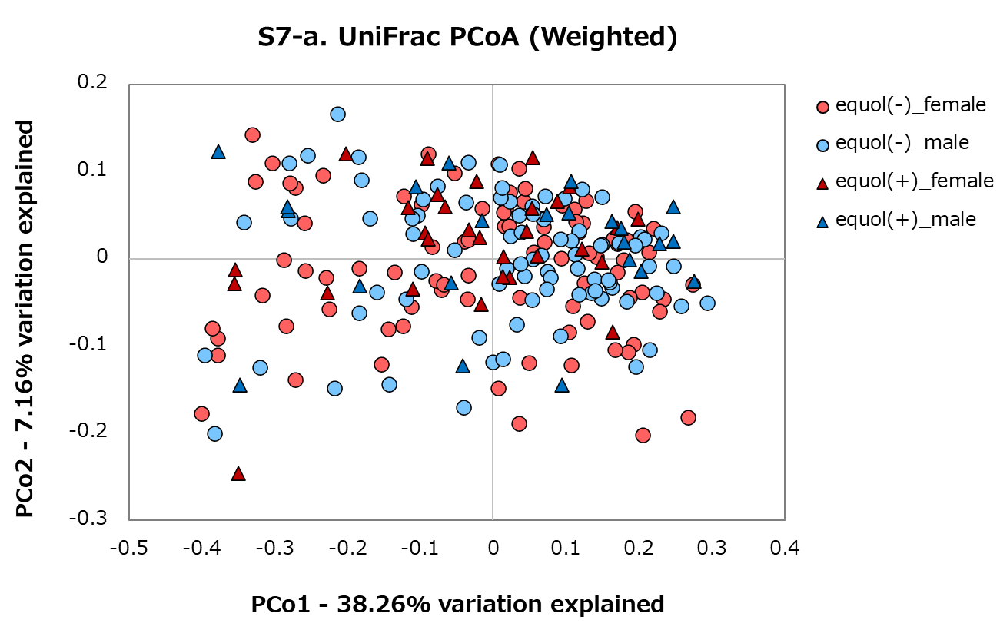 S7-a. UniFrac PCoA (Weighted)
0.2
0.1
0
-0.1
-0.2
-0.3
PCo2 - 7.16% variation explained
-0.5
-0.4
-0.3
-0.2
-0.1
0
0.1
0.2
0.3
0.4
PCo1 - 38.26% variation explained
equol(-)_female
equol(-)_male
equol(+)_female
equol(+)_male